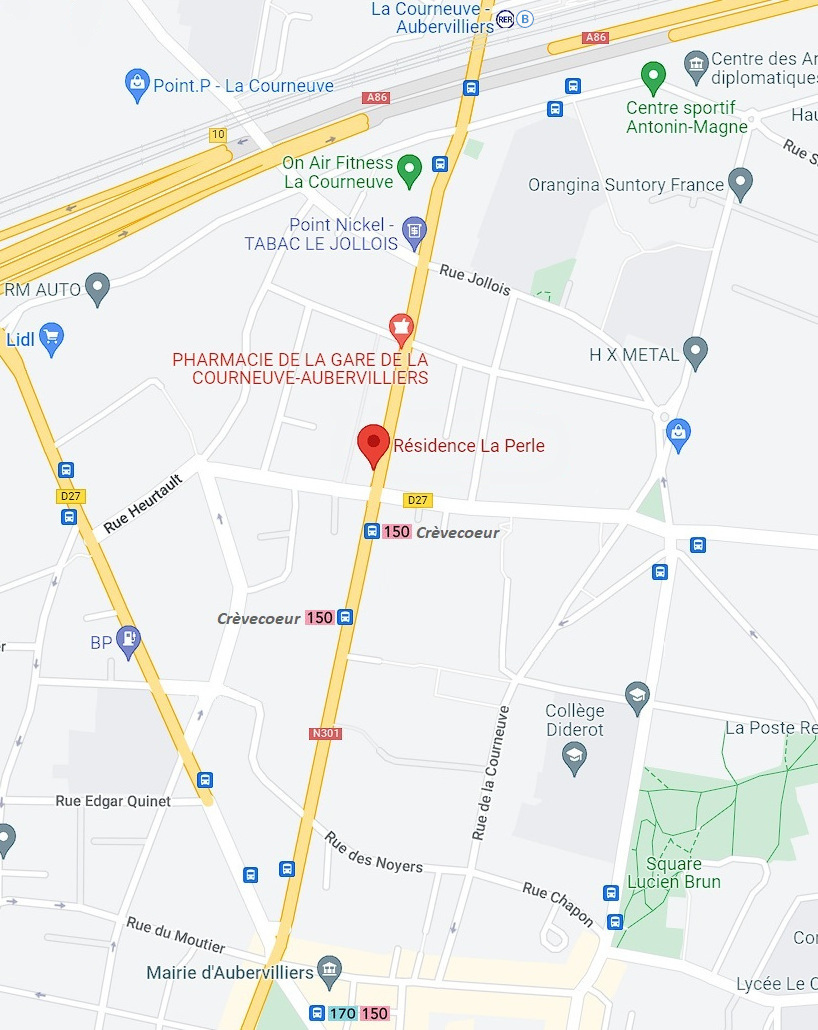 La Courneuve -
Aubervilliers RER B
A86
Centre des Ar
diplomatiques
Point.P - La Courneuve
A86
Centre sportif
Antonin-Magne
Hau
10
Rue S
On Air Fitness
La Courneuve
Orangina Suntory France
Point Nickel -
TABAC LE JOLLOIS
Rue Jollois
RM AUTO
Lidl
PHARMACIE DE LA GARE DE LA
COURNEUVE-AUBERVILLIERS
H X METAL
Résidence La Perle
D27
D27
Rue Heurtault
150 Crèvecoeur
Crèvecoeur 150
er
BP
Collège
Diderot
La Poste Re
N301
Rue de la Courneuve
Rue Edgar Quinet
Rue des Noyers
Square
Lucien Brun
Rue Chapon
Rue du Moutier
Cor
Mairie d'Aubervilliers
Lycée Le C
170 150